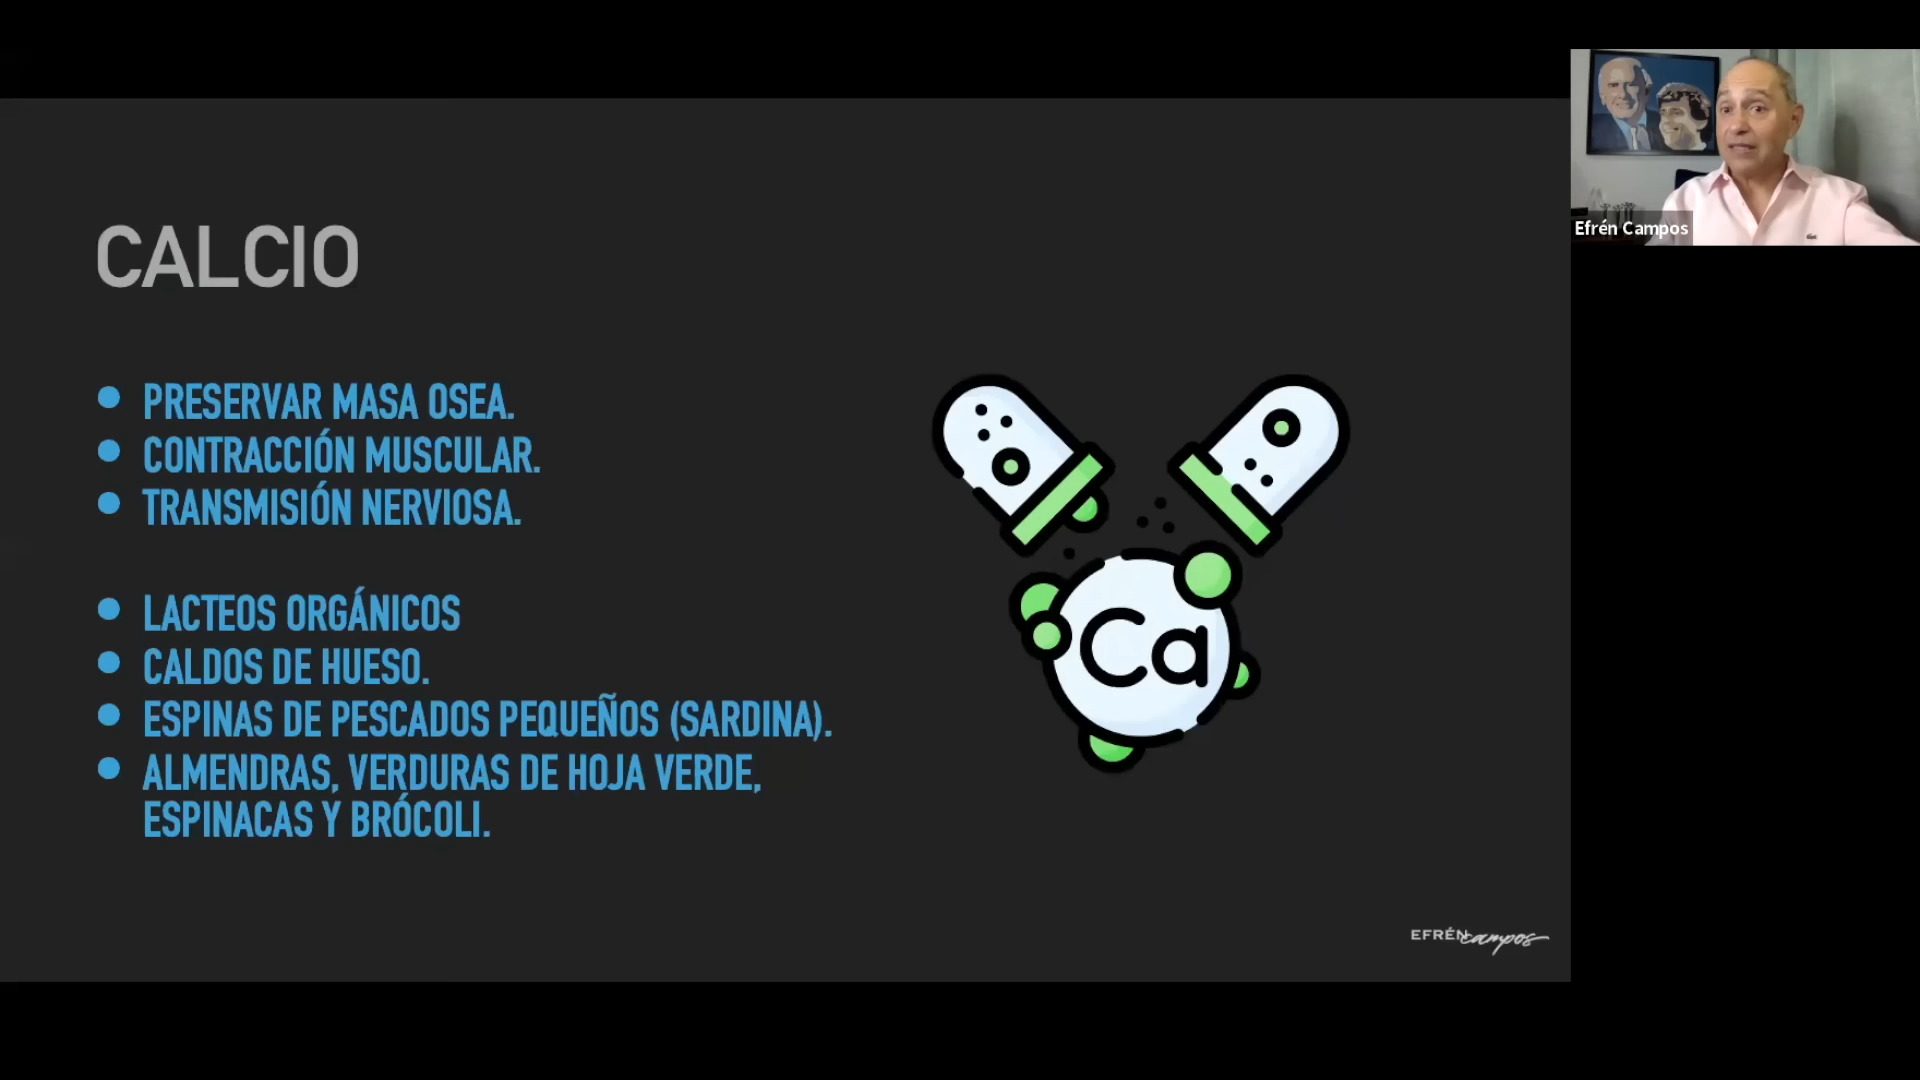 CALCIO
PRESERVAR MASA OSEA.
CONTRACCIÓN MUSCULAR.
TRANSMISIÓN NERVIOSA.
LACTEOS ORGÁNICOS
CALDOS DE HUESO.
ESPINAS DE PESCADOS PEQUEÑOS (SARDINA).
ALMENDRAS, VERDURAS DE HOJA VERDE,
ESPINACAS Y BRÓCOLI.
Ca
EFRÉN campos
Efrén Campos